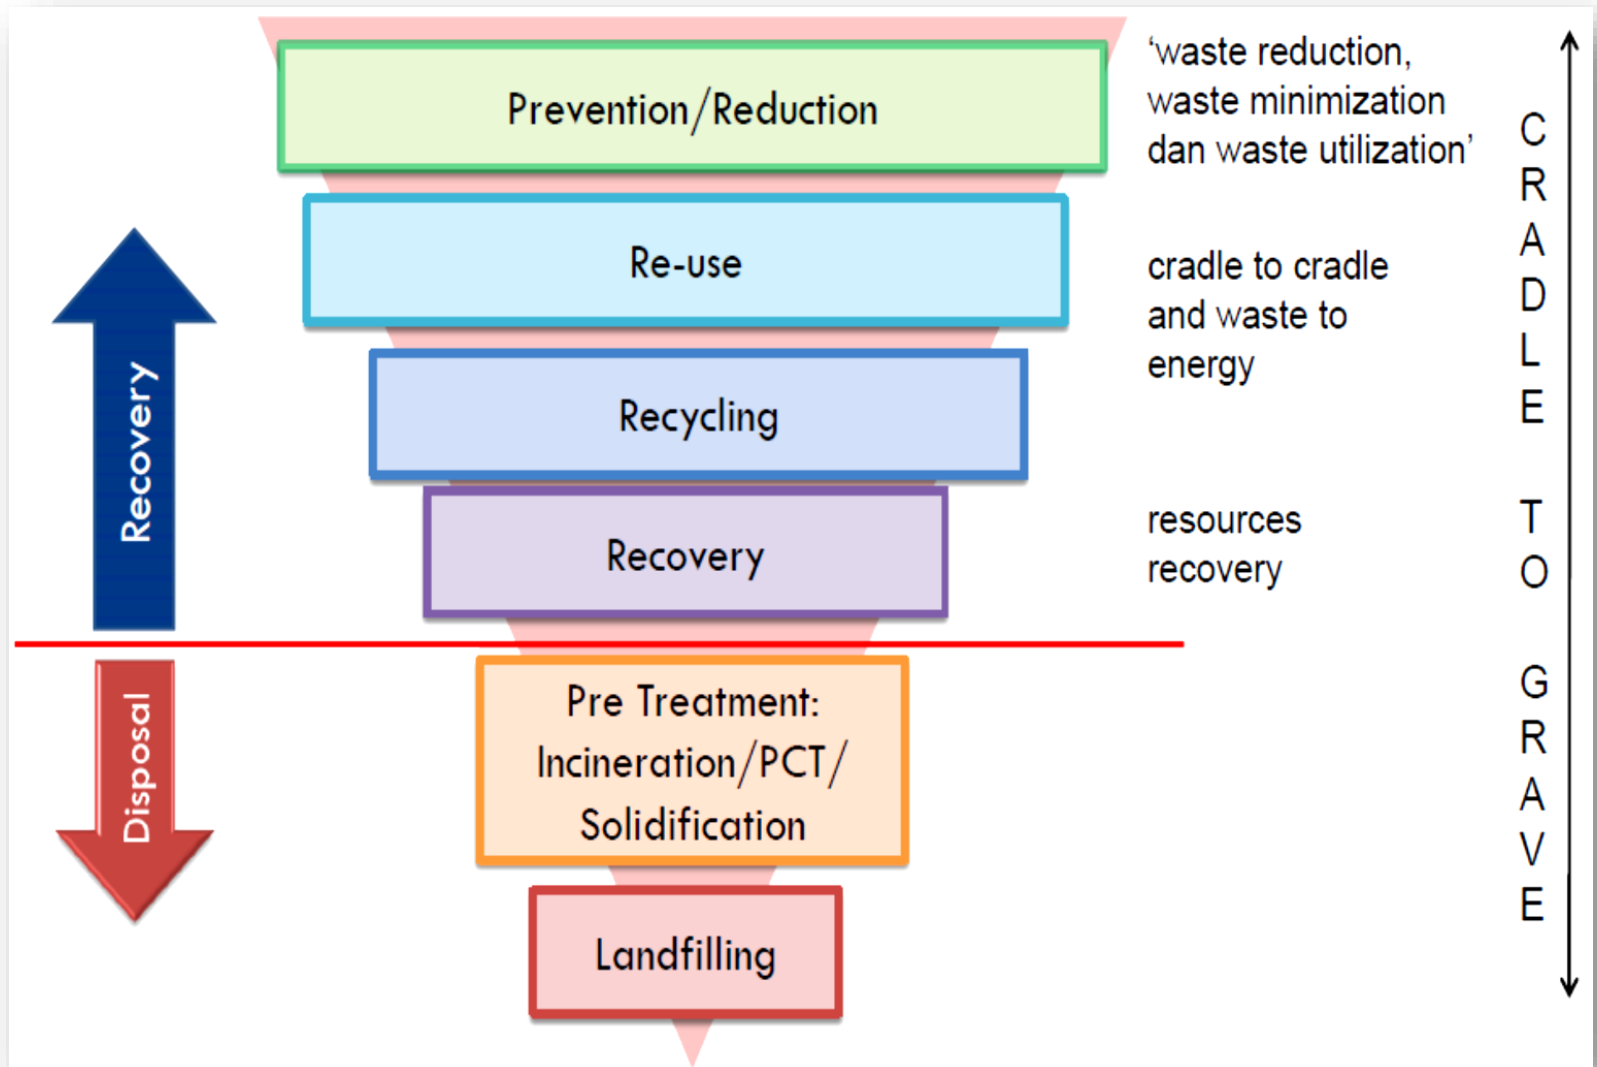 Prevention/Reduction
‘waste reduction,
waste minimization
dan waste utilization’
Re-use
cradle to cradle
and waste to
energy
Recycling
Recovery
resources
recovery
Pre Treatment:
Incineration/PCT/
Solidification
Landfilling
Recovery
Disposal
CRADLE TO GRAVE